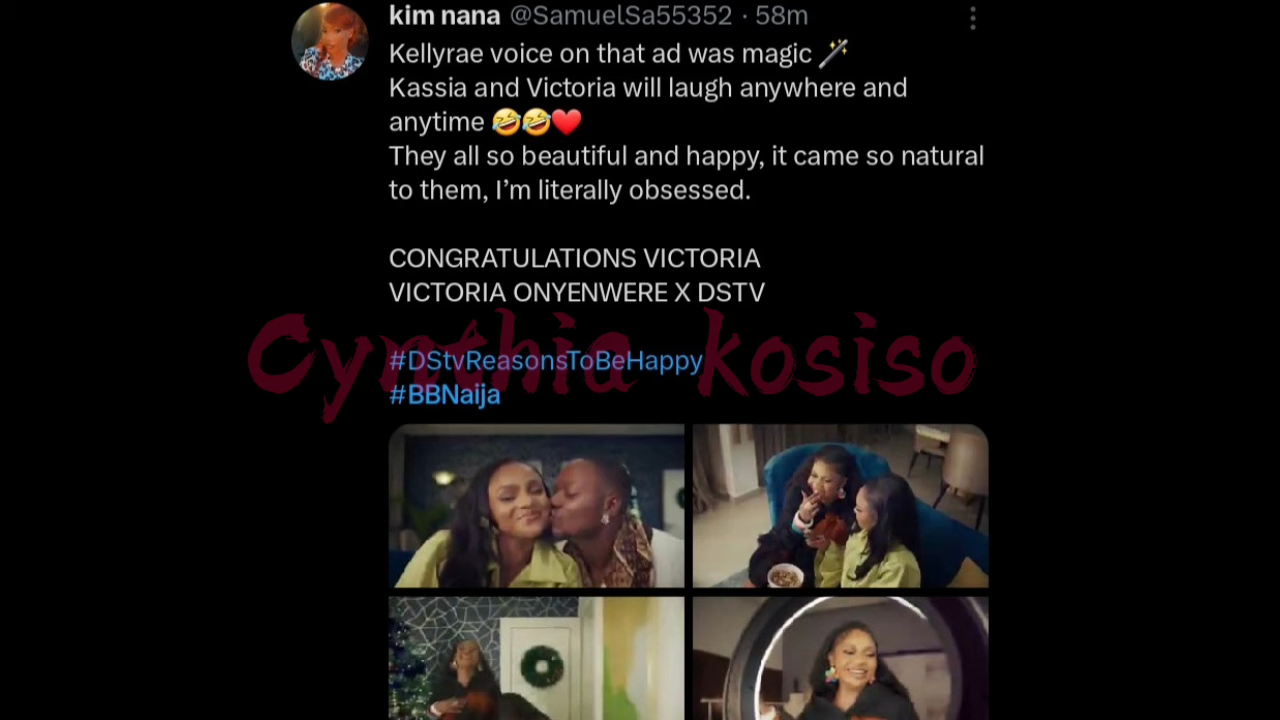 kim nana @SamuelSa55352 · 58m
Kellyrae voice on that ad was magic 🪄
Kassia and Victoria will laugh anywhere and
anytime 🤣🤣❤️
They all so beautiful and happy, it came so natural
to them, I’m literally obsessed.
CONGRATULATIONS VICTORIA
VICTORIA ONYENWERE X DSTV
Cynthia kosiso
#DStvReasonsToBeHappy
#BBNaija